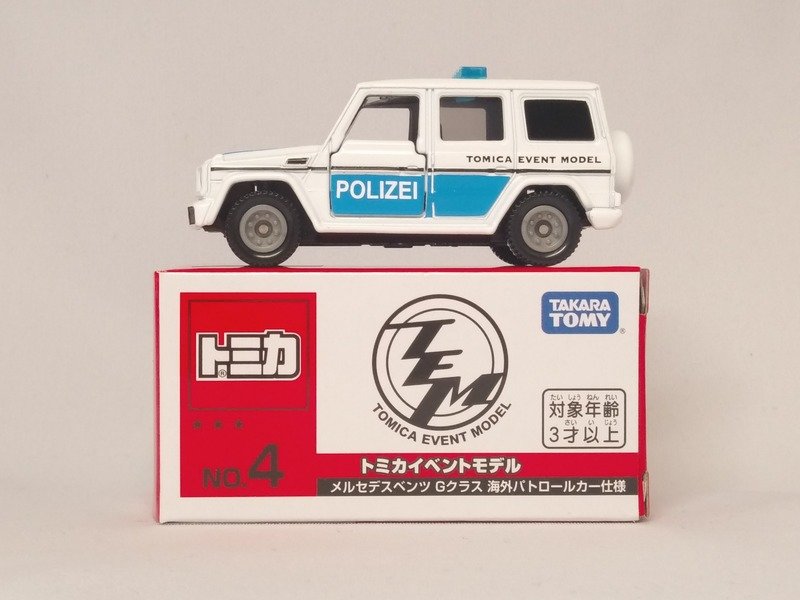 TOMICA EVENT MODEL
POLIZEI
トミカ®
TEM
TOMICA EVENT MODEL
TAKARA
TOMY®
たいしょうねんれい
対象年齢
さいいじょう
3才以上
NO.4
トミカイベントモデル
メルセデスベンツ Gクラス 海外パトロールカー仕様